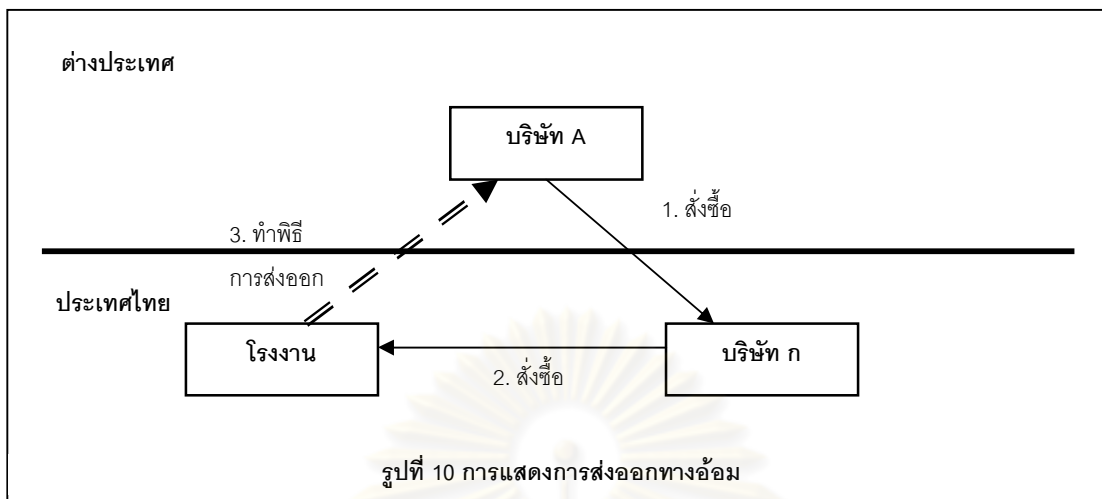 ต่างประเทศ
บริษัท A
1. สั่งซื้อ
3. ทำพิธี
การส่งออก
ประเทศไทย
โรงงาน
บริษัท ก
2. สั่งซื้อ
รูปที่ 10 การแสดงการส่งออกทางอ้อม